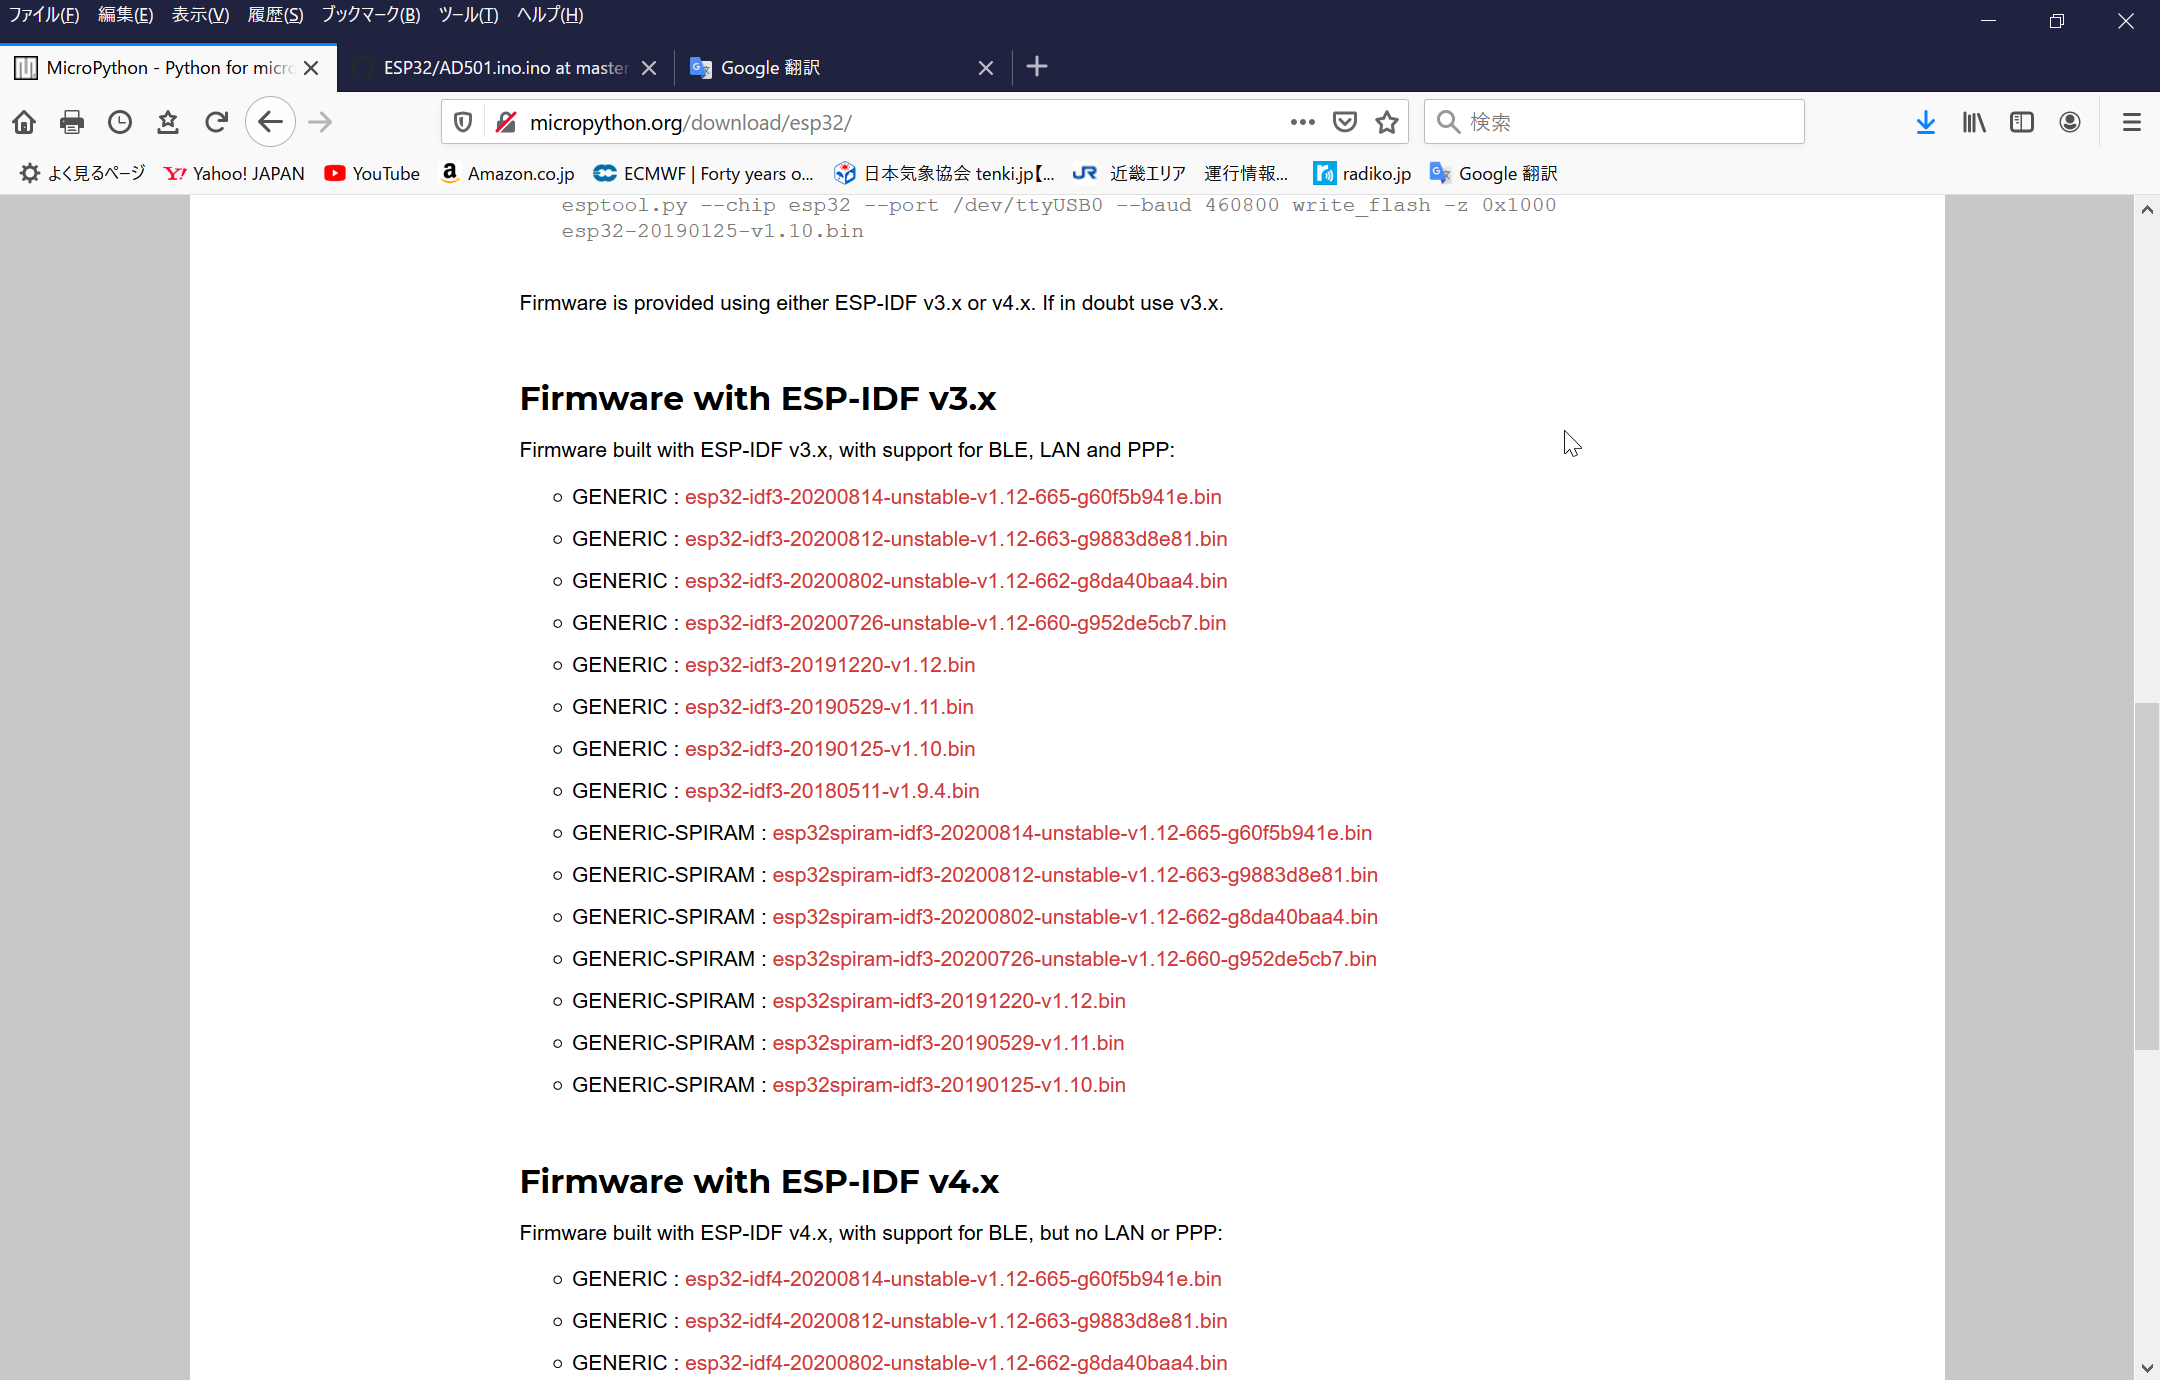 ファイル(F) 編集(E) 表示(V) 履歴(S) ブックマーク(B) ツール(T) ヘルプ(H)
MicroPython - Python for micro
ESP32/AD501.ino.ino at master
Google 翻訳
micropython.org/download/esp32/
検索
よく見るページ
Yahoo! JAPAN
YouTube
Amazon.co.jp
ECMWF | Forty years o...
日本気象協会 tenki.jp【...
JR 近畿エリア 運行情報...
radiko.jp
Google 翻訳
esptool.py --chip esp32 --port /dev/ttyUSB0 --baud 460800 write_flash -z 0x1000
esp32-20190125-v1.10.bin
Firmware is provided using either ESP-IDF v3.x or v4.x. If in doubt use v3.x.
Firmware with ESP-IDF v3.x
Firmware built with ESP-IDF v3.x, with support for BLE, LAN and PPP:
GENERIC : esp32-idf3-20200814-unstable-v1.12-665-g60f5b941e.bin
GENERIC : esp32-idf3-20200812-unstable-v1.12-663-g9883d8e81.bin
GENERIC : esp32-idf3-20200802-unstable-v1.12-662-g8da40baa4.bin
GENERIC : esp32-idf3-20200726-unstable-v1.12-660-g952de5cb7.bin
GENERIC : esp32-idf3-20191220-v1.12.bin
GENERIC : esp32-idf3-20190529-v1.11.bin
GENERIC : esp32-idf3-20190125-v1.10.bin
GENERIC : esp32-idf3-20180511-v1.9.4.bin
GENERIC-SPIRAM : esp32spiram-idf3-20200814-unstable-v1.12-665-g60f5b941e.bin
GENERIC-SPIRAM : esp32spiram-idf3-20200812-unstable-v1.12-663-g9883d8e81.bin
GENERIC-SPIRAM : esp32spiram-idf3-20200802-unstable-v1.12-662-g8da40baa4.bin
GENERIC-SPIRAM : esp32spiram-idf3-20200726-unstable-v1.12-660-g952de5cb7.bin
GENERIC-SPIRAM : esp32spiram-idf3-20191220-v1.12.bin
GENERIC-SPIRAM : esp32spiram-idf3-20190529-v1.11.bin
GENERIC-SPIRAM : esp32spiram-idf3-20190125-v1.10.bin
Firmware with ESP-IDF v4.x
Firmware built with ESP-IDF v4.x, with support for BLE, but no LAN or PPP:
GENERIC : esp32-idf4-20200814-unstable-v1.12-665-g60f5b941e.bin
GENERIC : esp32-idf4-20200812-unstable-v1.12-663-g9883d8e81.bin
GENERIC : esp32-idf4-20200802-unstable-v1.12-662-g8da40baa4.bin